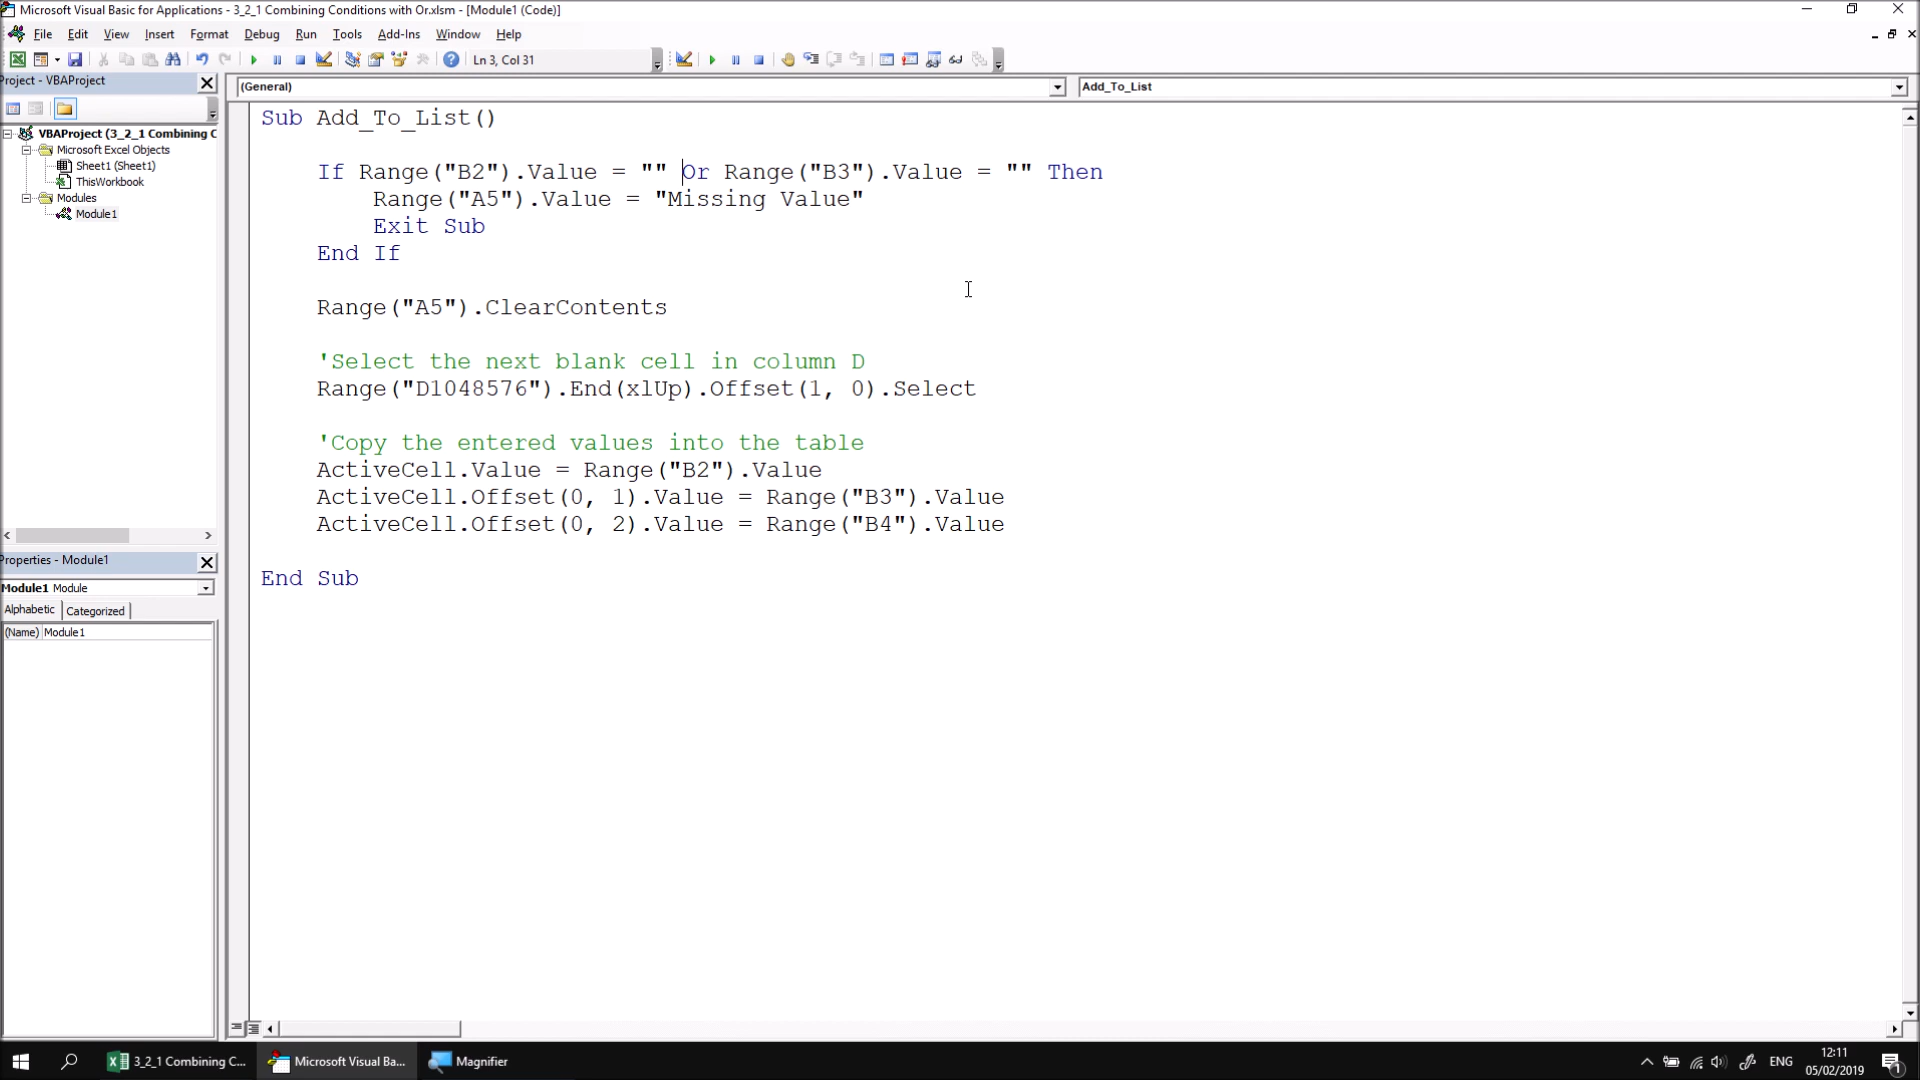 Microsoft Visual Basic for Applications - 3_2_1 Combining Conditions with Or.xlsm - [Module1 (Code)]
File Edit View Insert Format Debug Run Tools Add-Ins Window Help
Ln 3, Col 31
Project - VBAProject
(General)
Add_To_List
VBAProject (3_2_1 Combining C
Microsoft Excel Objects
Sheet1 (Sheet1)
ThisWorkbook
Modules
Module1
Sub Add_To_List()
If Range("B2").Value = "" Or Range("B3").Value = "" Then
Range("A5").Value = "Missing Value"
Exit Sub
End If
Range("A5").ClearContents
'Select the next blank cell in column D
Range("D1048576").End(xlUp).Offset(1, 0).Select
'Copy the entered values into the table
ActiveCell.Value = Range("B2").Value
ActiveCell.Offset(0, 1).Value = Range("B3").Value
ActiveCell.Offset(0, 2).Value = Range("B4").Value
End Sub
Properties - Module1
Module1 Module
Alphabetic Categorized
(Name) Module1
3_2_1 Combining C...
Microsoft Visual Ba...
Magnifier
ENG
12:11
05/02/2019
1